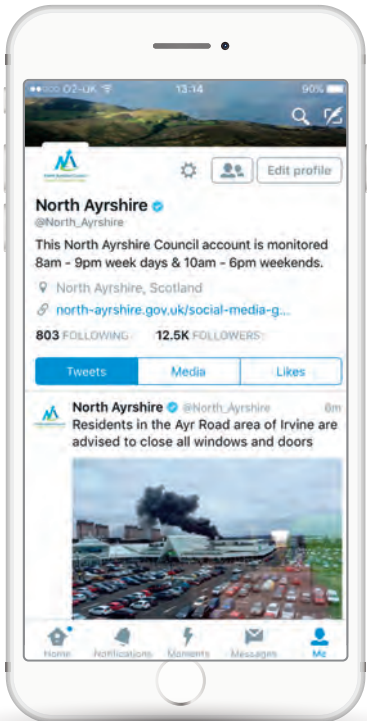 O2-UK
13:14
90%
Edit profile
North Ayrshire
@North_Ayrshire
This North Ayrshire Council account is monitored
8am - 9pm week days & 10am - 6pm weekends.
North Ayrshire, Scotland
north-ayrshire.gov.uk/social-media-g...
803 FOLLOWING 12.5K FOLLOWERS
Tweets Media Likes
North Ayrshire @North_Ayrshire 6m
Residents in the Ayr Road area of Irvine are
advised to close all windows and doors
Home Notifications Moments Messages Me